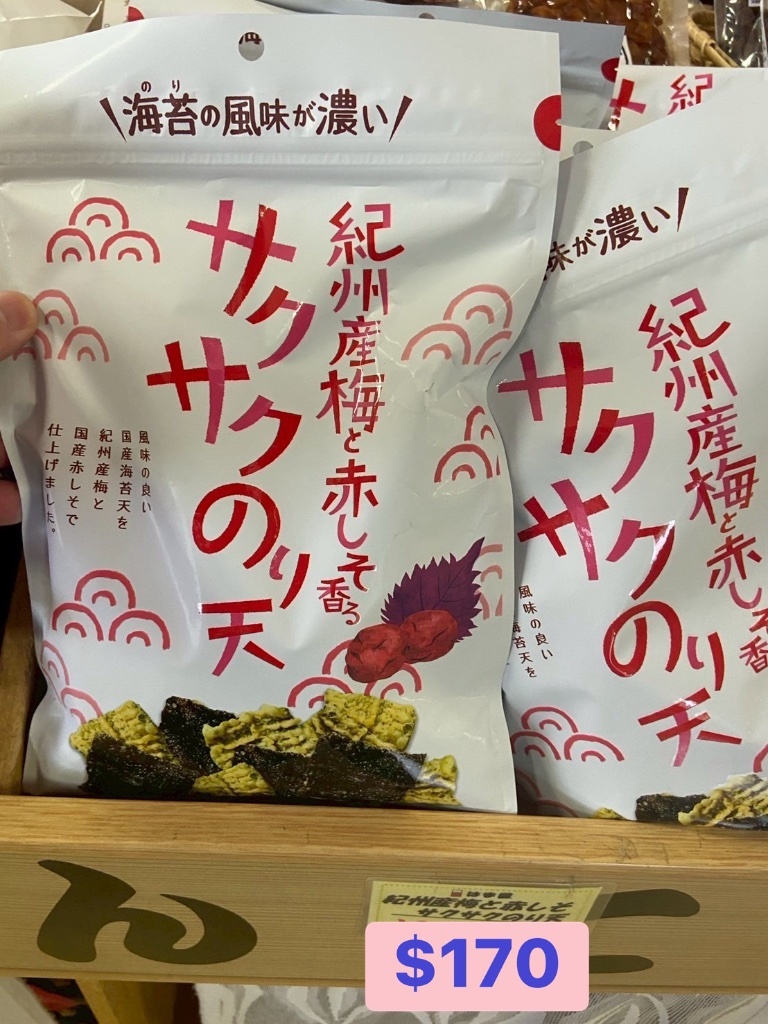 のり
海苔の風味が濃い
紀州産梅と赤しそ香る
サクサクのり天
風味の良い
国産海苔天を
紀州産梅と
国産赤しそで
仕上げました。
紀
味が濃い
紀州産梅と赤しそ香
サクサクのり天
風味の良い
海苔天を
ん
こ
紀州産梅と赤しそ
サクサクのり天
$170